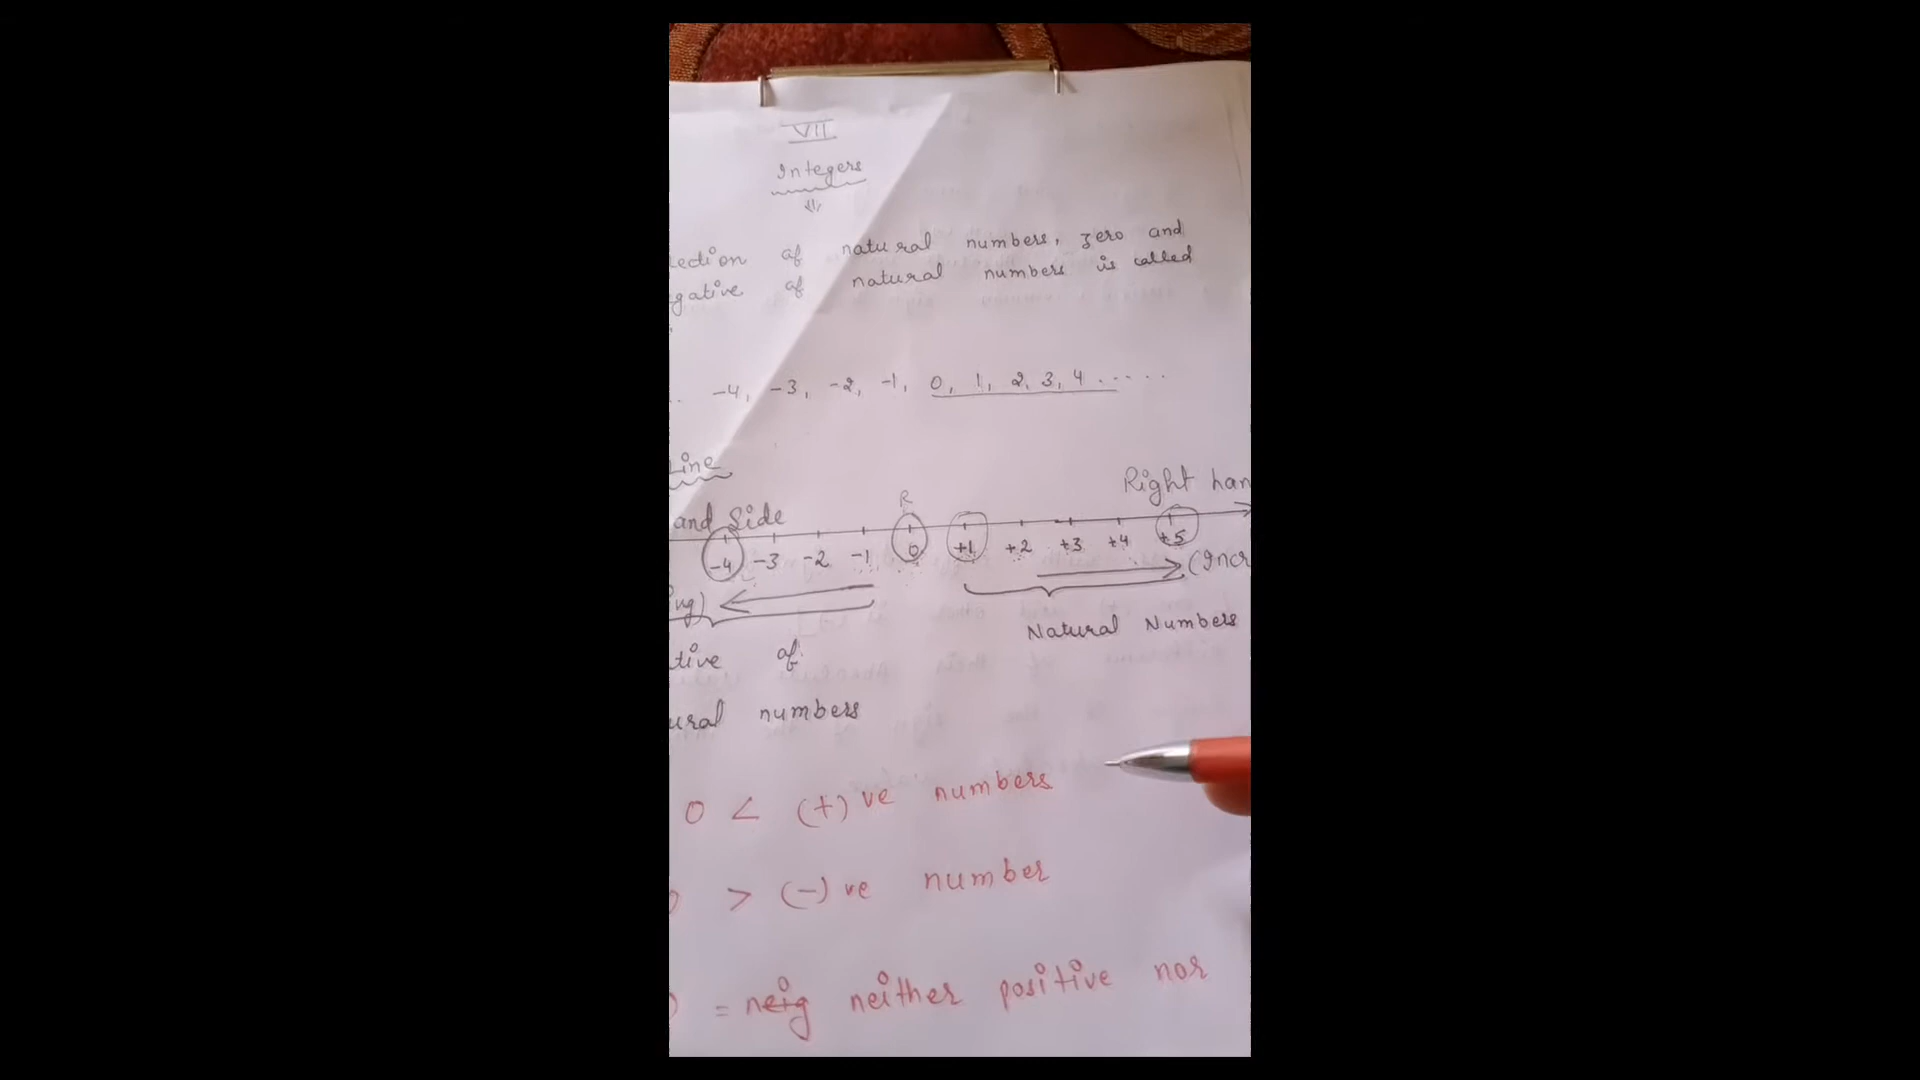 VII
Integers
lection of natural numbers, zero and
gative of natural numbers is called
.. -4, -3, -2, -1, 0, 1, 2, 3, 4 . . . . .
Line
Right han
and Side
R
-4 -3 -2 -1 0 +1 +2 +3 +4 +5
(Incr
ng)
Natural Numbers
tive of
ural numbers
0 < (+)ve numbers
> (-)ve number
= neig neither positive nor